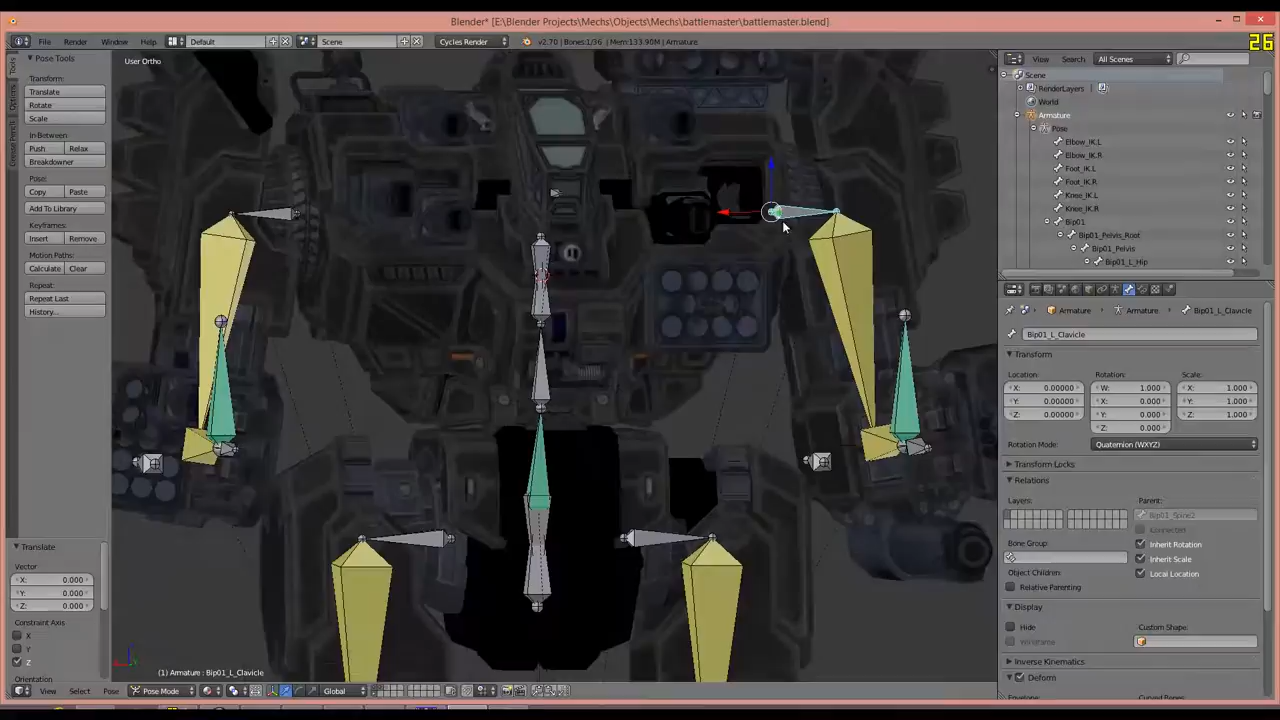 Blender* [E:\Blender Projects\Mechs\Objects\Mechs\battlemaster\battlemaster.blend]
File Render Window Help Default Scene Cycles Render v2.70 | Bones:1/36 | Mem:133.90M | Armature
26
Pose Tools
Transform:
Translate
Rotate
Scale
In-Between:
Push Relax
Breakdowner
Pose:
Copy Paste
Add To Library
Keyframes:
Insert Remove
Motion Paths:
Calculate Clear
Repeat:
Repeat Last
History...
Tools
Options
Grease Pencil
Translate
Vector
X: 0.000
Y: 0.000
Z: 0.000
Constraint Axis
X
Y
Z
Orientation
User Ortho
(1) Armature : Bip01_L_Clavicle
View Select Pose Pose Mode Global
View Search All Scenes
Scene
RenderLayers
World
Armature
Pose
Elbow_IK.L
Elbow_IK.R
Foot_IK.L
Foot_IK.R
Knee_IK.L
Knee_IK.R
Bip01
Bip01_Pelvis_Root
Bip01_Pelvis
Bip01_L_Hip
Armature Armature Bip01_L_Clavicle
Bip01_L_Clavicle
Transform
Location: Rotation: Scale:
X: 0.00000 W: 1.000 X: 1.000
Y: 0.00000 X: 0.000 Y: 1.000
Z: 0.00000 Y: 0.000 Z: 1.000
Z: 0.000
Rotation Mode: Quaternion (WXYZ)
Transform Locks
Relations
Layers: Parent:
Bip01_Spine2
Connected
Bone Group: Inherit Rotation
Inherit Scale
Object Children: Local Location
Relative Parenting
Display
Hide Custom Shape:
Wireframe
Inverse Kinematics
Deform